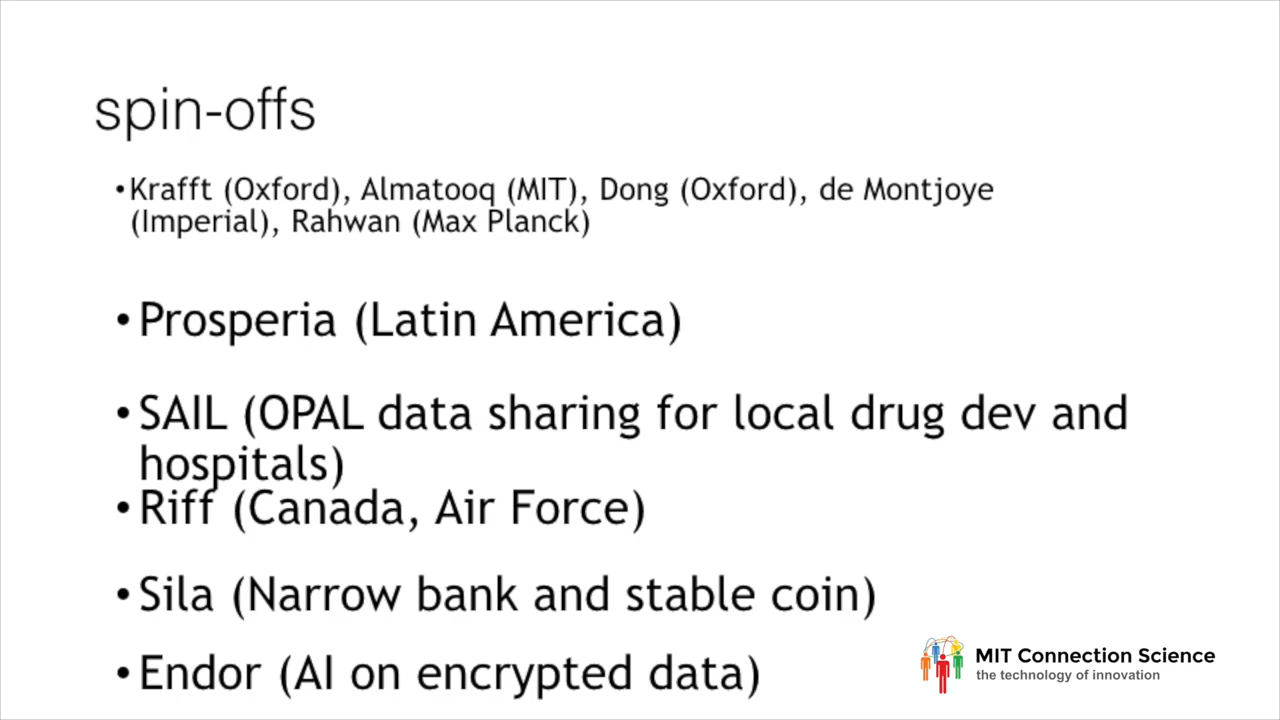 spin-offs
•Krafft (Oxford), Almatooq (MIT), Dong (Oxford), de Montjoye
(Imperial), Rahwan (Max Planck)
•Prosperia (Latin America)
•SAIL (OPAL data sharing for local drug dev and
hospitals)
•Riff (Canada, Air Force)
•Sila (Narrow bank and stable coin)
•Endor (AI on encrypted data)
MIT Connection Science
the technology of innovation